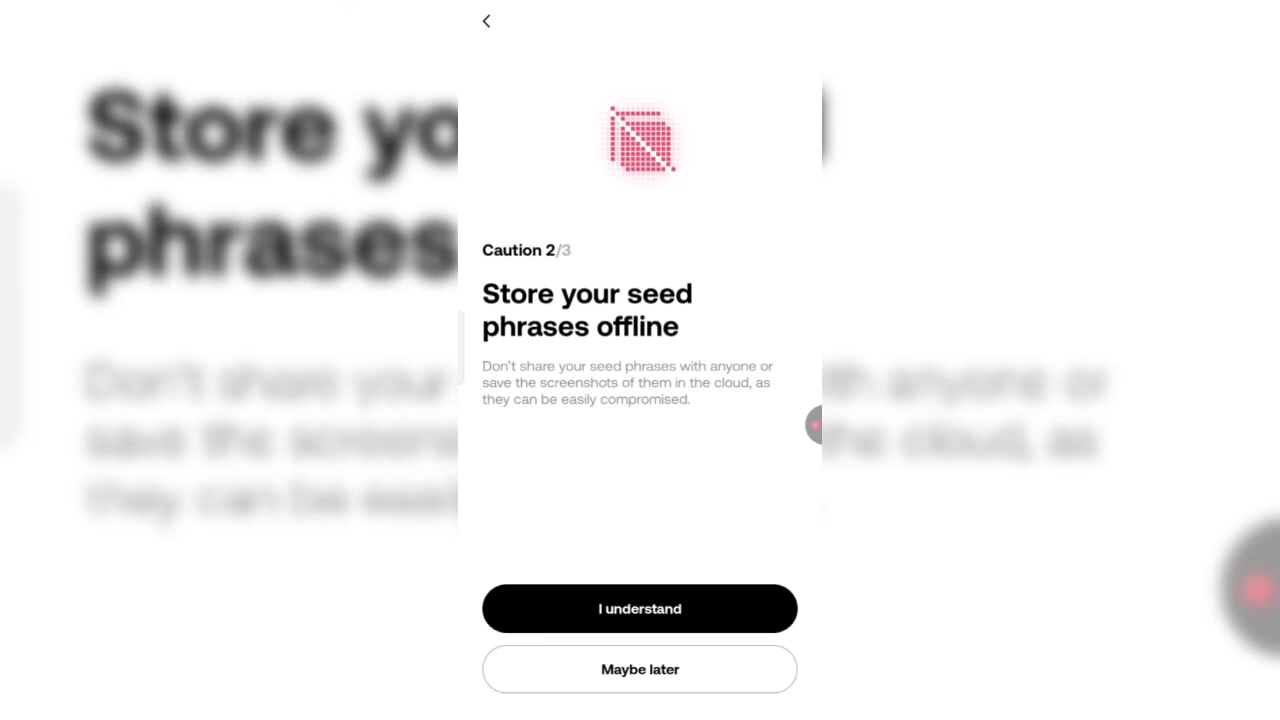 Caution 2/3
Store your seed
phrases offline
Don't share your seed phrases with anyone or
save the screenshots of them in the cloud, as
they can be easily compromised.
I understand
Maybe later